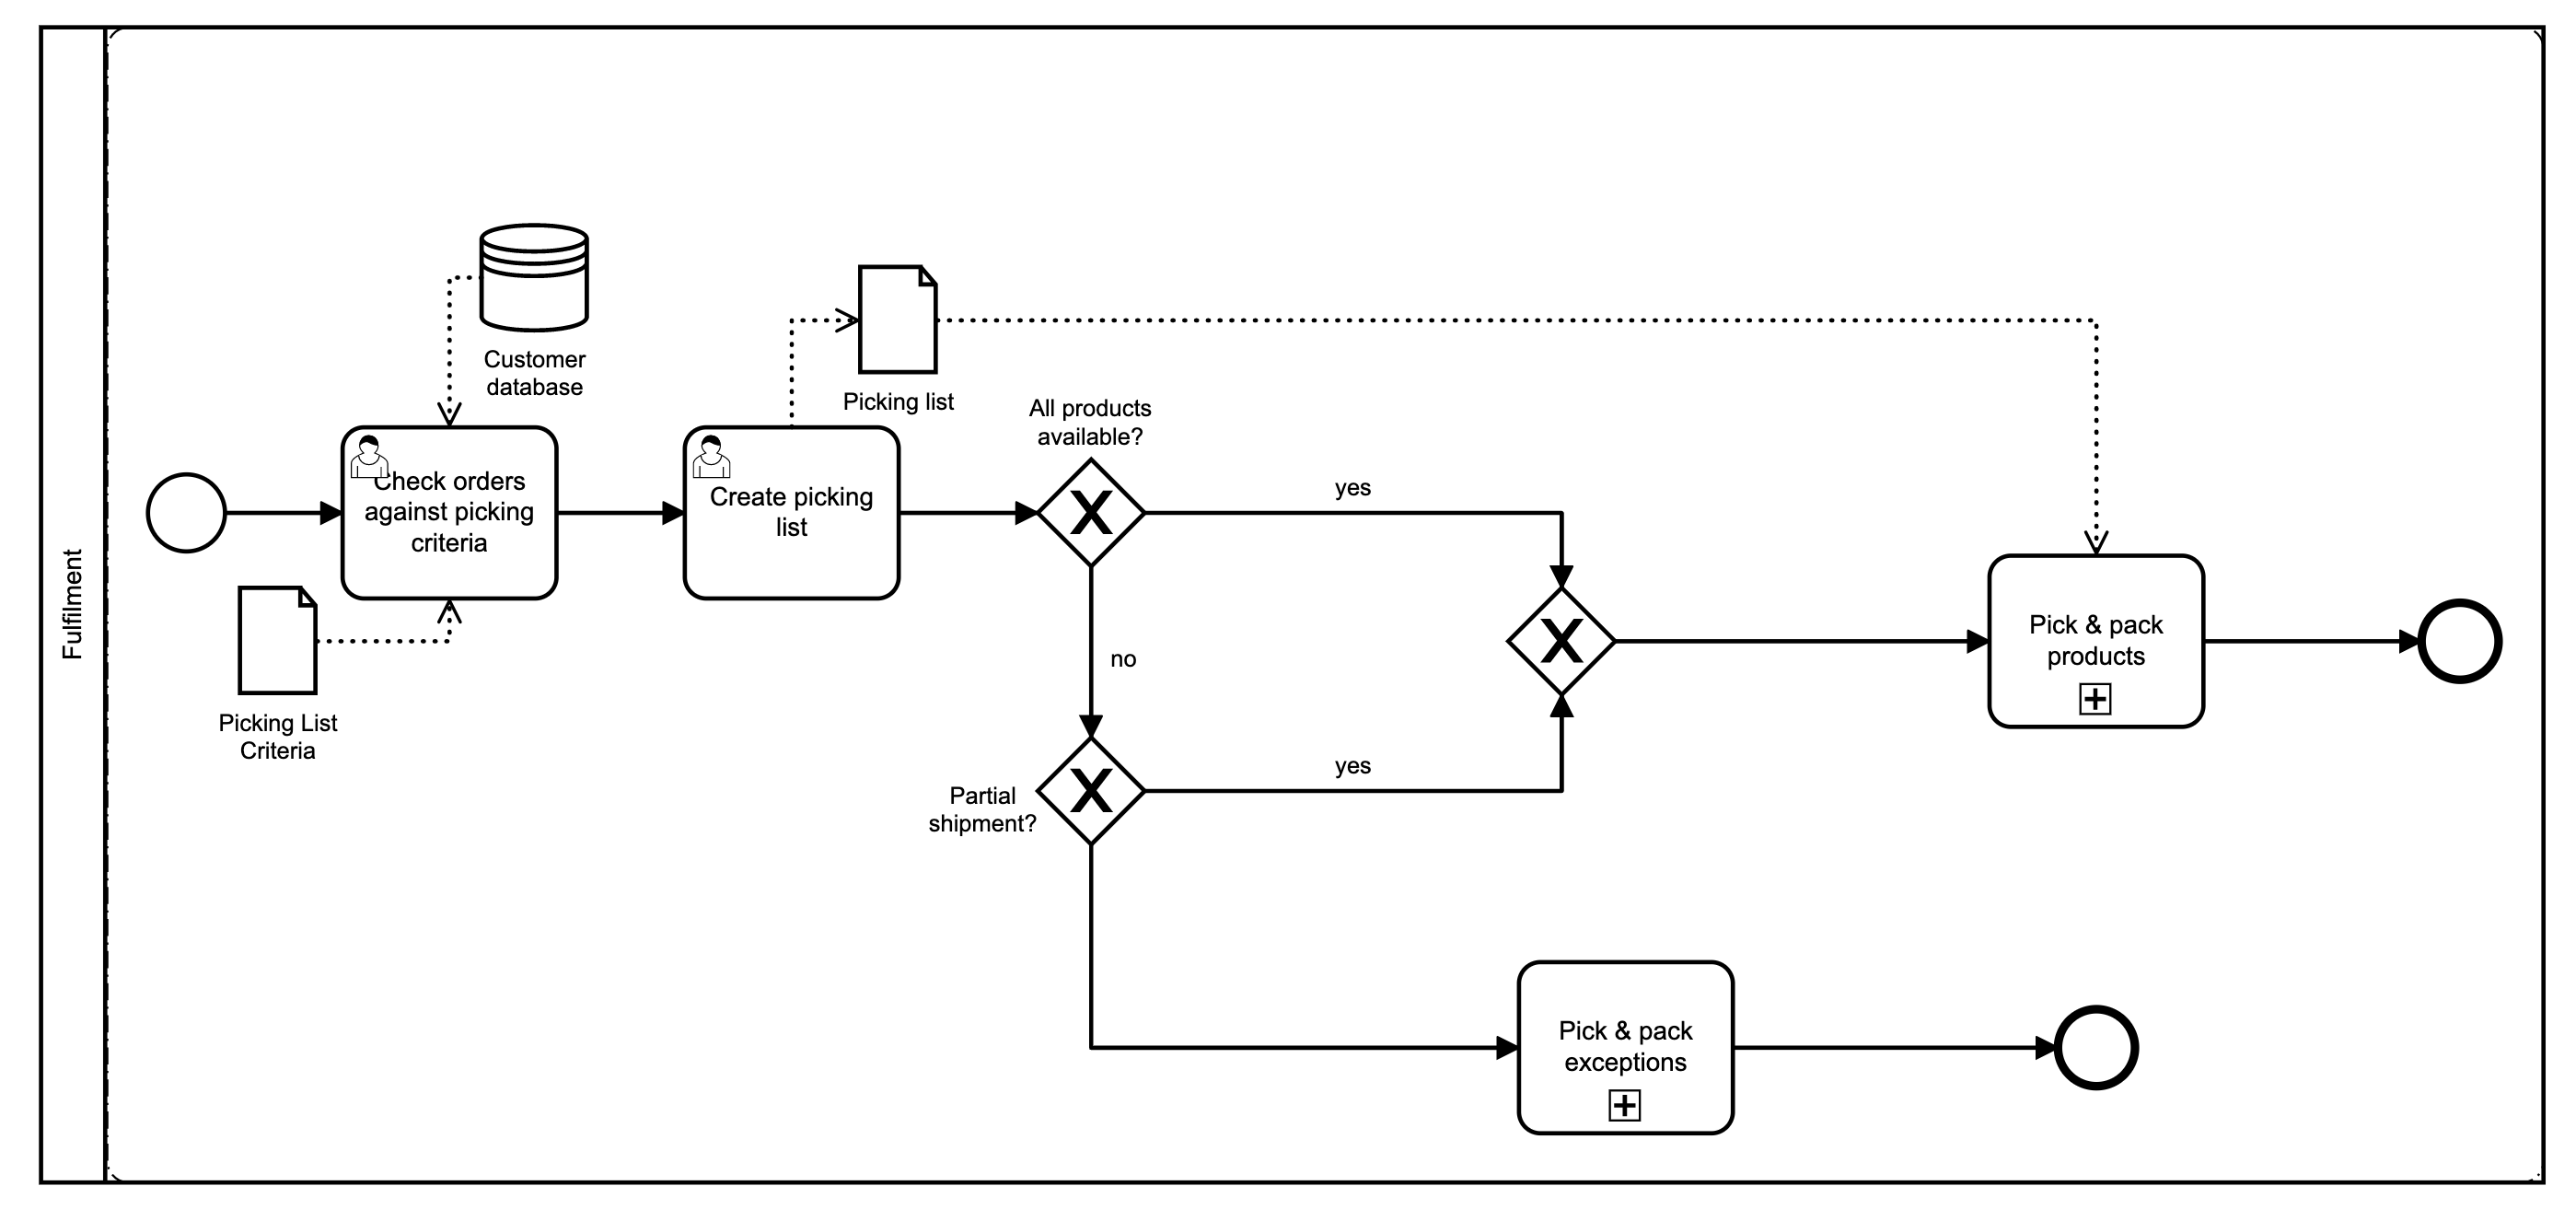 Fulfilment
Customer
database
Picking list
All products
available?
Check orders
against picking
criteria
Create picking
list
yes
Picking List
Criteria
no
Pick & pack
products
Partial
shipment?
yes
Pick & pack
exceptions